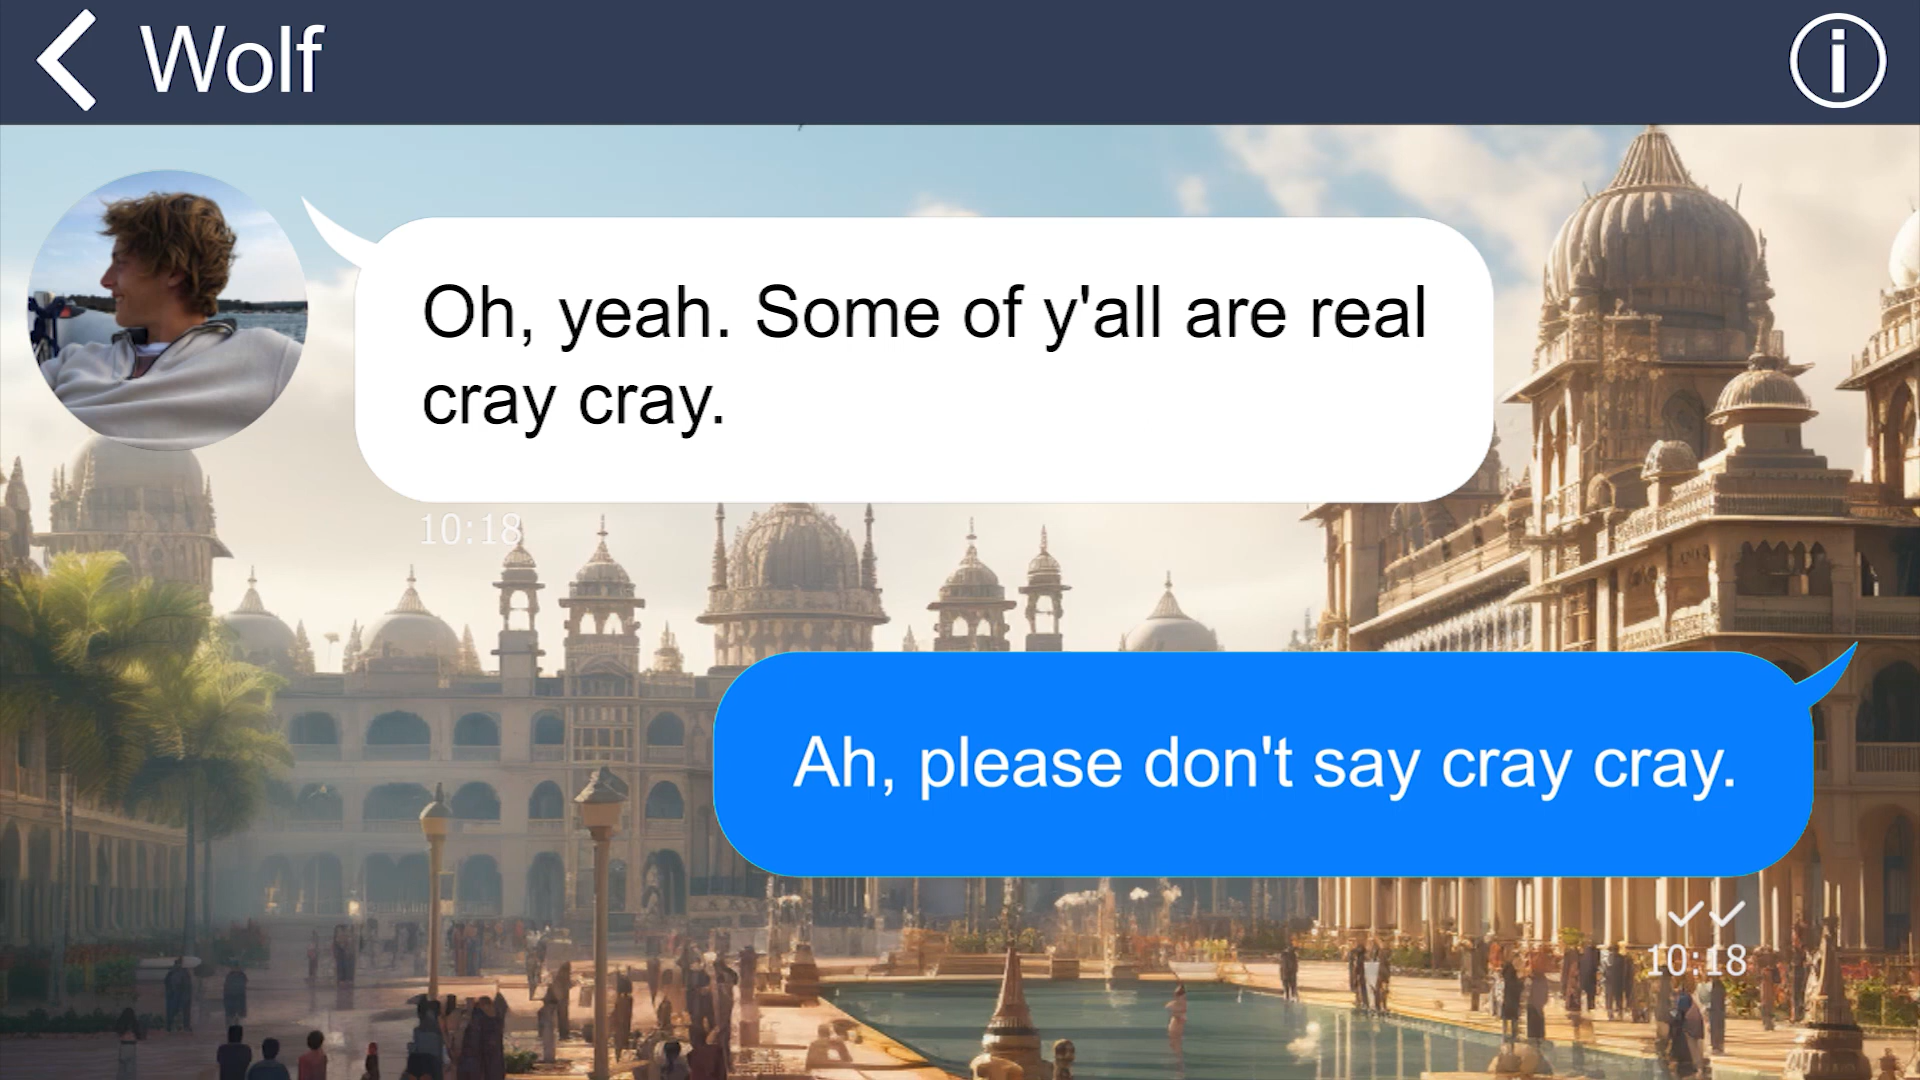 Wolf
Oh, yeah. Some of y'all are real
cray cray.
10:18
Ah, please don't say cray cray.
10:18